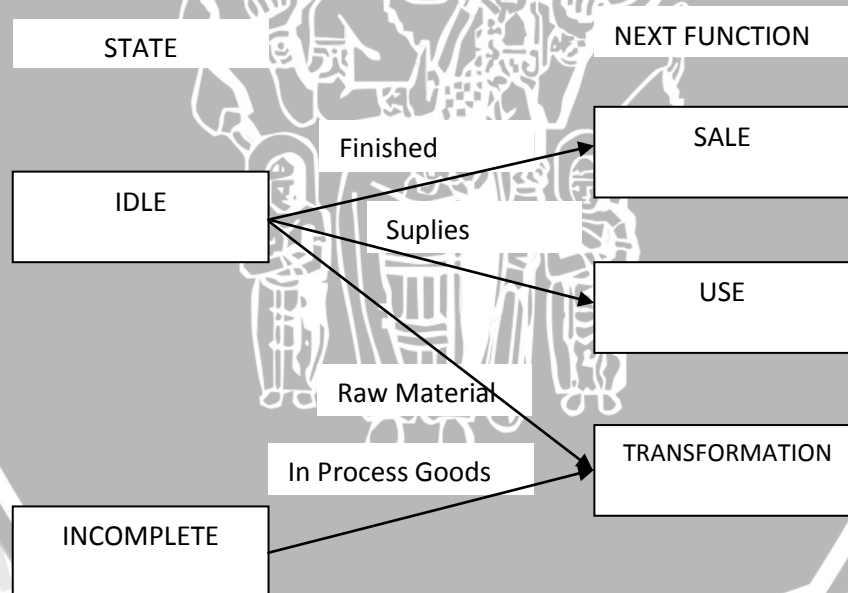 STATE
NEXT FUNCTION
SALE
Finished
IDLE
Suplies
USE
Raw Material
TRANSFORMATION
In Process Goods
INCOMPLETE